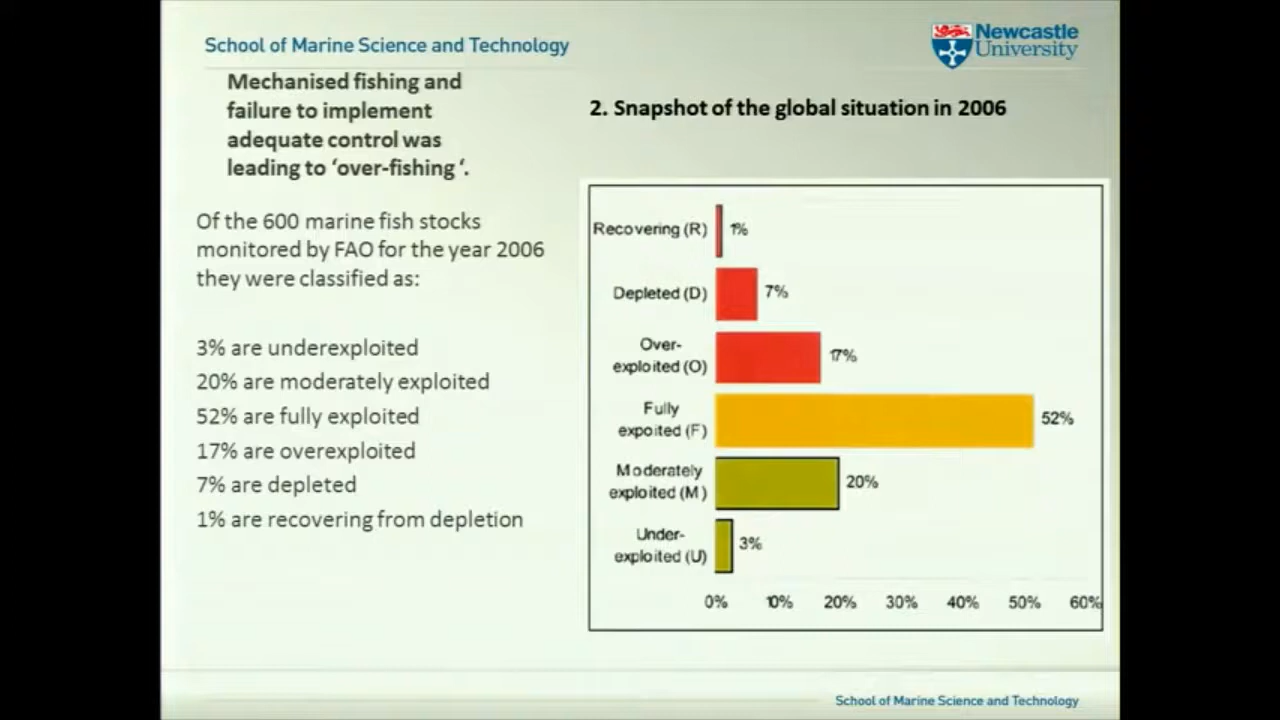 School of Marine Science and Technology
Newcastle
University
Mechanised fishing and
failure to implement
adequate control was
leading to ‘over-fishing ‘.
2. Snapshot of the global situation in 2006
Of the 600 marine fish stocks
monitored by FAO for the year 2006
they were classified as:
3% are underexploited
20% are moderately exploited
52% are fully exploited
17% are overexploited
7% are depleted
1% are recovering from depletion
Recovering (R) 1%
Depleted (D) 7%
Over-
exploited (O) 17%
Fully
expoited (F) 52%
Moderately
exploited (M) 20%
Under-
exploited (U) 3%
0% 10% 20% 30% 40% 50% 60%
School of Marine Science and Technology